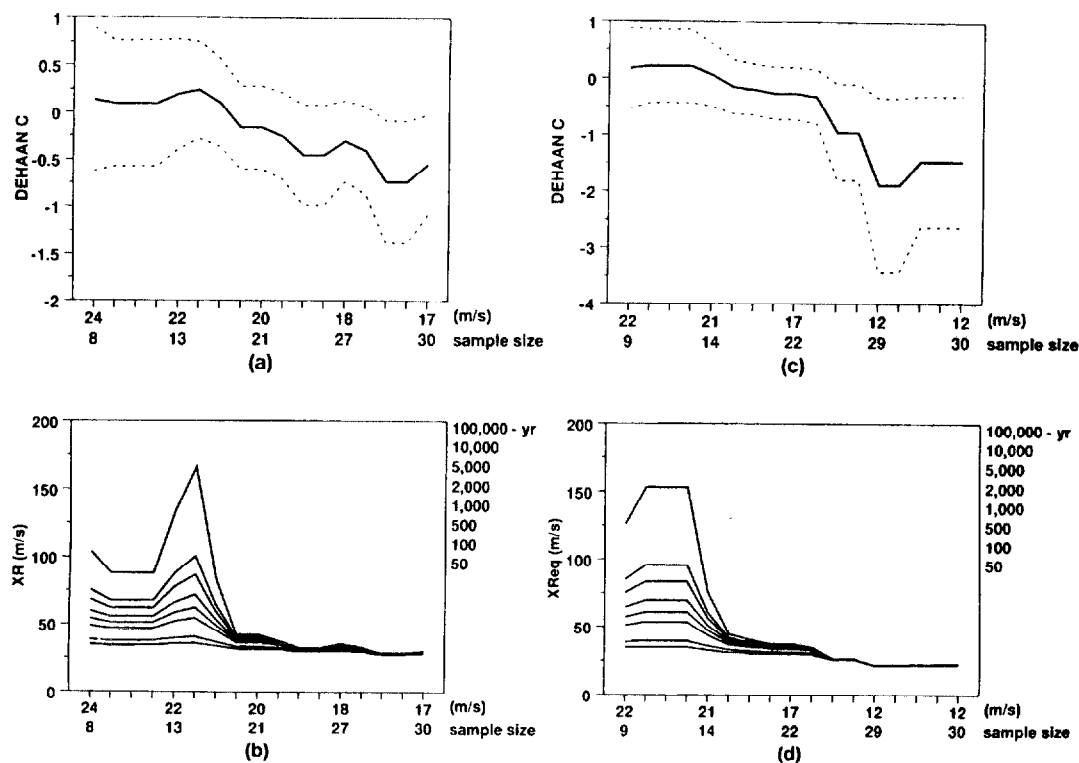 1
0.5
0
-0.5
-1
-1.5
-2
DEHAAN C
24 22 20 18 17 (m/s)
8 13 21 27 30 sample size
(a)
1
0
-1
-2
-3
-4
DEHAAN C
22 21 17 12 12 (m/s)
9 14 22 29 30 sample size
(c)
200
150
100
50
0
XR (m/s)
100,000 - yr
10,000
5,000
2,000
1,000
500
100
50
24 22 20 18 17 (m/s)
8 13 21 27 30 sample size
(b)
200
150
100
50
0
XReq (m/s)
100,000 - yr
10,000
5,000
2,000
1,000
500
100
50
22 21 17 12 12 (m/s)
9 14 22 29 30 sample size
(d)